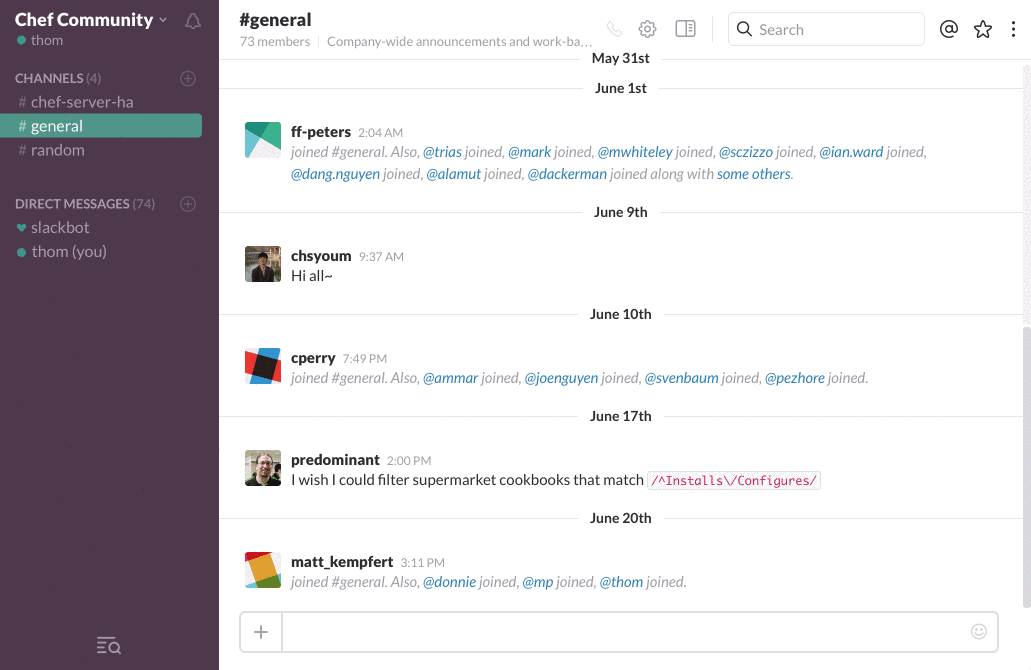 Chef Community
thom
CHANNELS (4)
# chef-server-ha
# general
# random
DIRECT MESSAGES (74)
slackbot
thom (you)
#general
73 members
Company-wide announcements and work-ba...
Search
May 31st
June 1st
ff-peters 2:04 AM
joined #general. Also, @trias joined, @mark joined, @mwhiteley joined, @sczizzo joined, @ian.ward joined,
@dang.nguyen joined, @alamut joined, @dackerman joined along with some others.
June 9th
chsyoum 9:37 AM
Hi all~
June 10th
cperry 7:49 PM
joined #general. Also, @ammar joined, @joenguyen joined, @svenbaum joined, @pezhore joined.
June 17th
predominant 2:00 PM
I wish I could filter supermarket cookbooks that match /^Installs\/Configures/
June 20th
matt_kempfert 3:11 PM
joined #general. Also, @donnie joined, @mp joined, @thom joined.